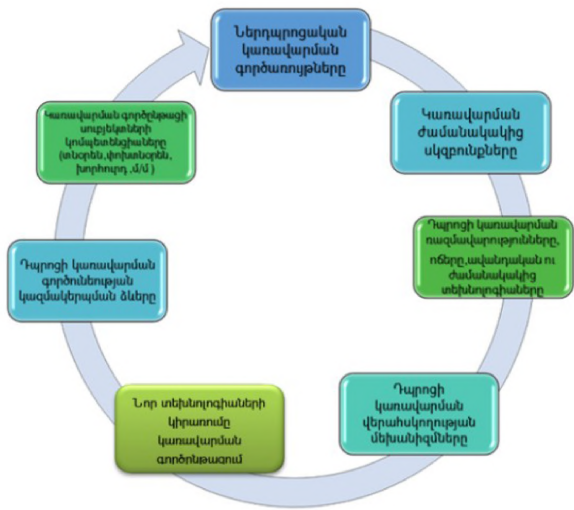 Ներդպրոցական
կառավարման
գործառույթները
Կառավարման
ժամանակակից
սկզբունքները
Դպրոցի կառավարման
ռազմավարությունները,
ոճերը,ավանդական ու
ժամանակակից
տեխնոլոգիաները
Դպրոցի
կառավարման
վերահսկողության
մեխանիզմները
Նոր տեխնոլոգիաների
կիրառումը
կառավարման
գործընթացում
Դպրոցի կառավարման
գործունեության
կազմակերպման ձևերը
Կառավարման գործընթացի
սուբյեկտների
կոմպետենցիաները
(տնօրեն,փոխտնօրեն,
խորհուրդ ,մ/մ )